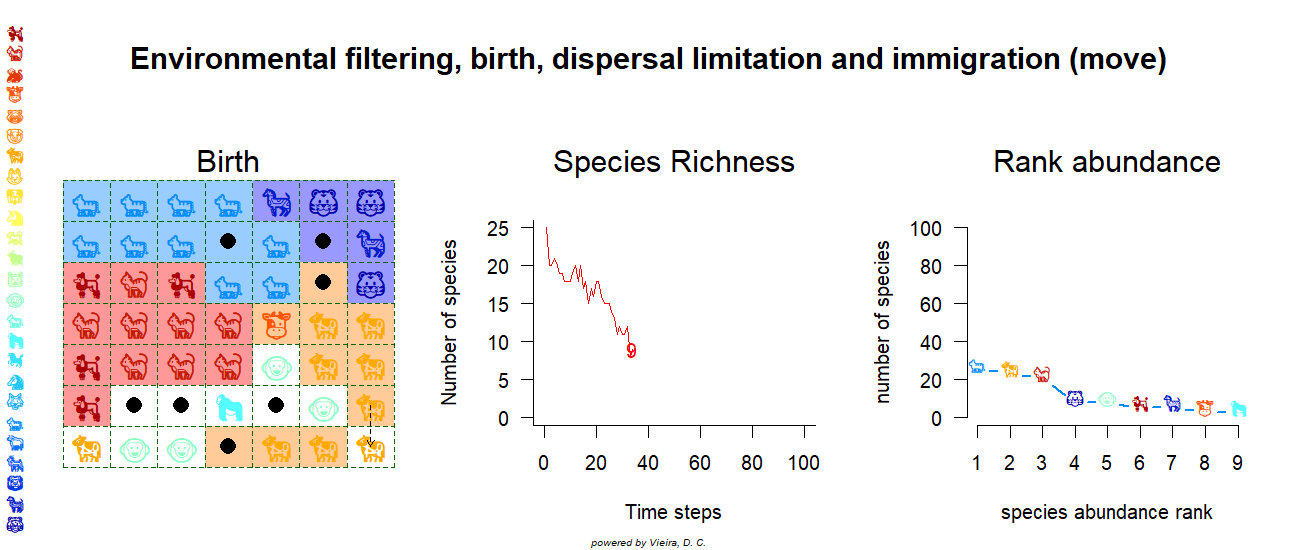 Environmental filtering, birth, dispersal limitation and immigration (move)
Birth
Species Richness
Rank abundance
Number of species
25
20
15
10
5
0
9
0 20 40 60 80 100
Time steps
number of species
100
80
60
40
20
0
1 2 3 4 5 6 7 8 9
species abundance rank
powered by Vieira, D. C.